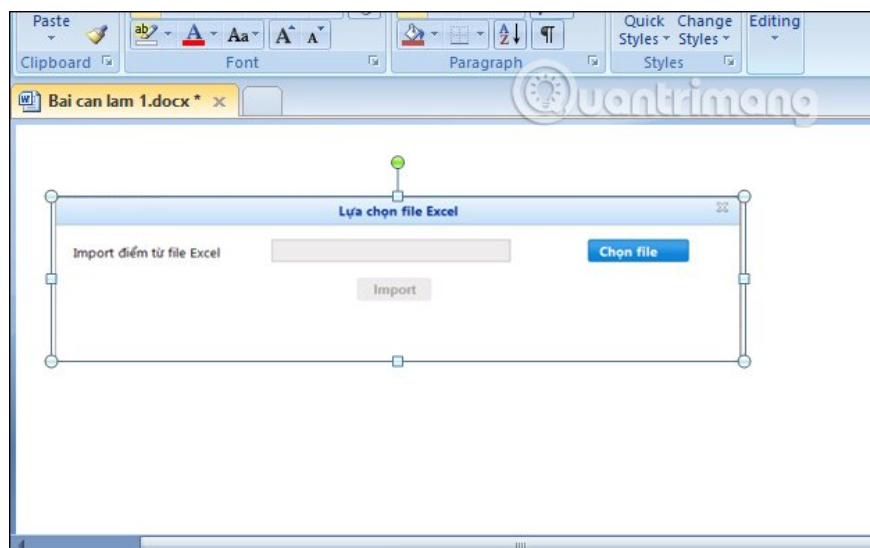 Paste
Aa
A A
A
Z
¶
Quick Change
Styles Styles
Editing
Clipboard
Font
Paragraph
Styles
Bai can lam 1.docx *
Quantrimang
Lựa chọn file Excel
Import điểm từ file Excel
Chọn file
Import